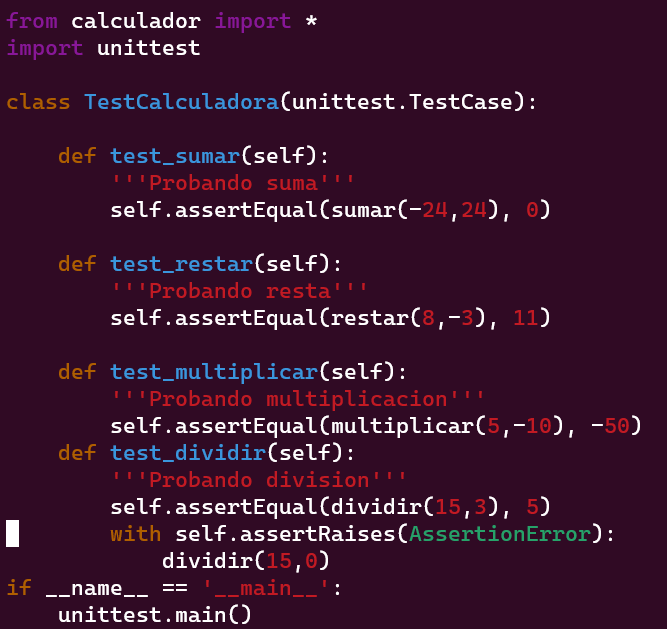 from calculador import *
import unittest

class TestCalculadora(unittest.TestCase):

    def test_sumar(self):
        '''Probando suma'''
        self.assertEqual(sumar(-24,24), 0)

    def test_restar(self):
        '''Probando resta'''
        self.assertEqual(restar(8,-3), 11)

    def test_multiplicar(self):
        '''Probando multiplicacion'''
        self.assertEqual(multiplicar(5,-10), -50)
    def test_dividir(self):
        '''Probando division'''
        self.assertEqual(dividir(15,3), 5)
        with self.assertRaises(AssertionError):
            dividir(15,0)
if __name__ == '__main__':
    unittest.main()